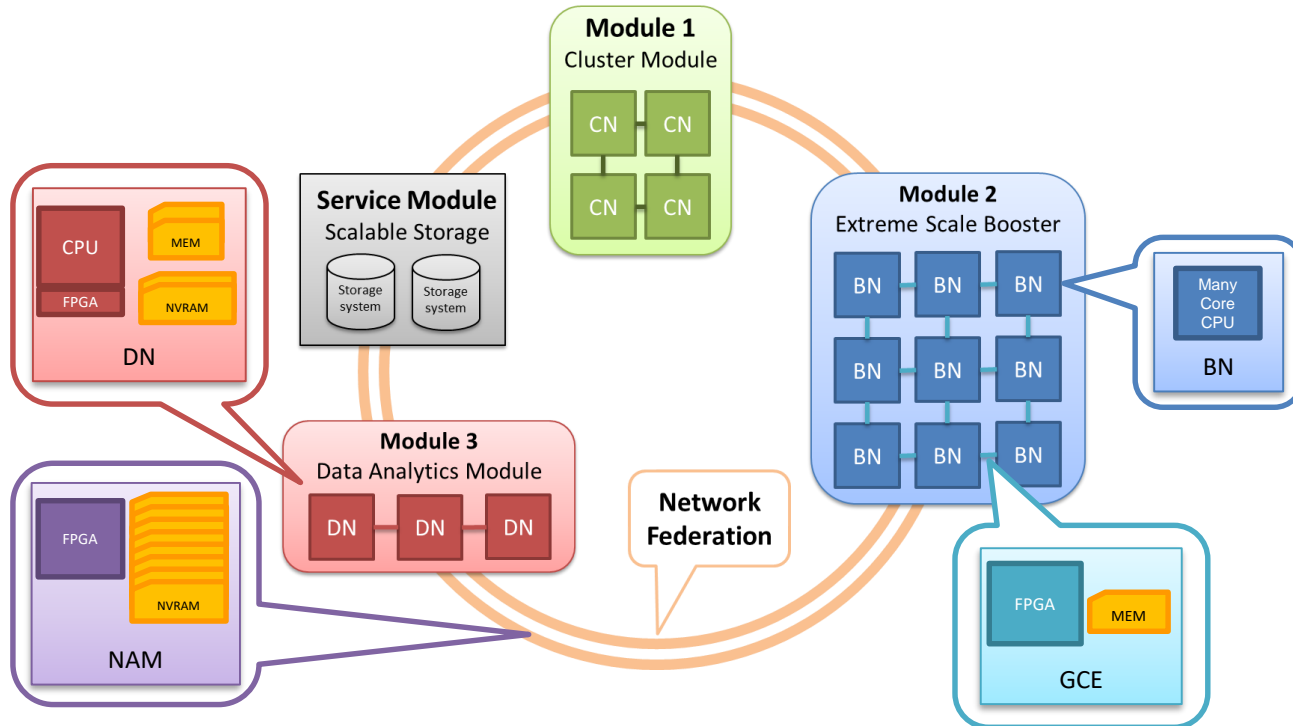 Module 1
Cluster Module
CN CN
CN CN
Service Module
Scalable Storage
Storage
system
Storage
system
Module 2
Extreme Scale Booster
BN BN BN
BN BN BN
BN BN BN
Many
Core
CPU
BN
CPU
FPGA
MEM
NVRAM
DN
Module 3
Data Analytics Module
DN DN DN
Network
Federation
FPGA
NVRAM
NAM
FPGA
MEM
GCE